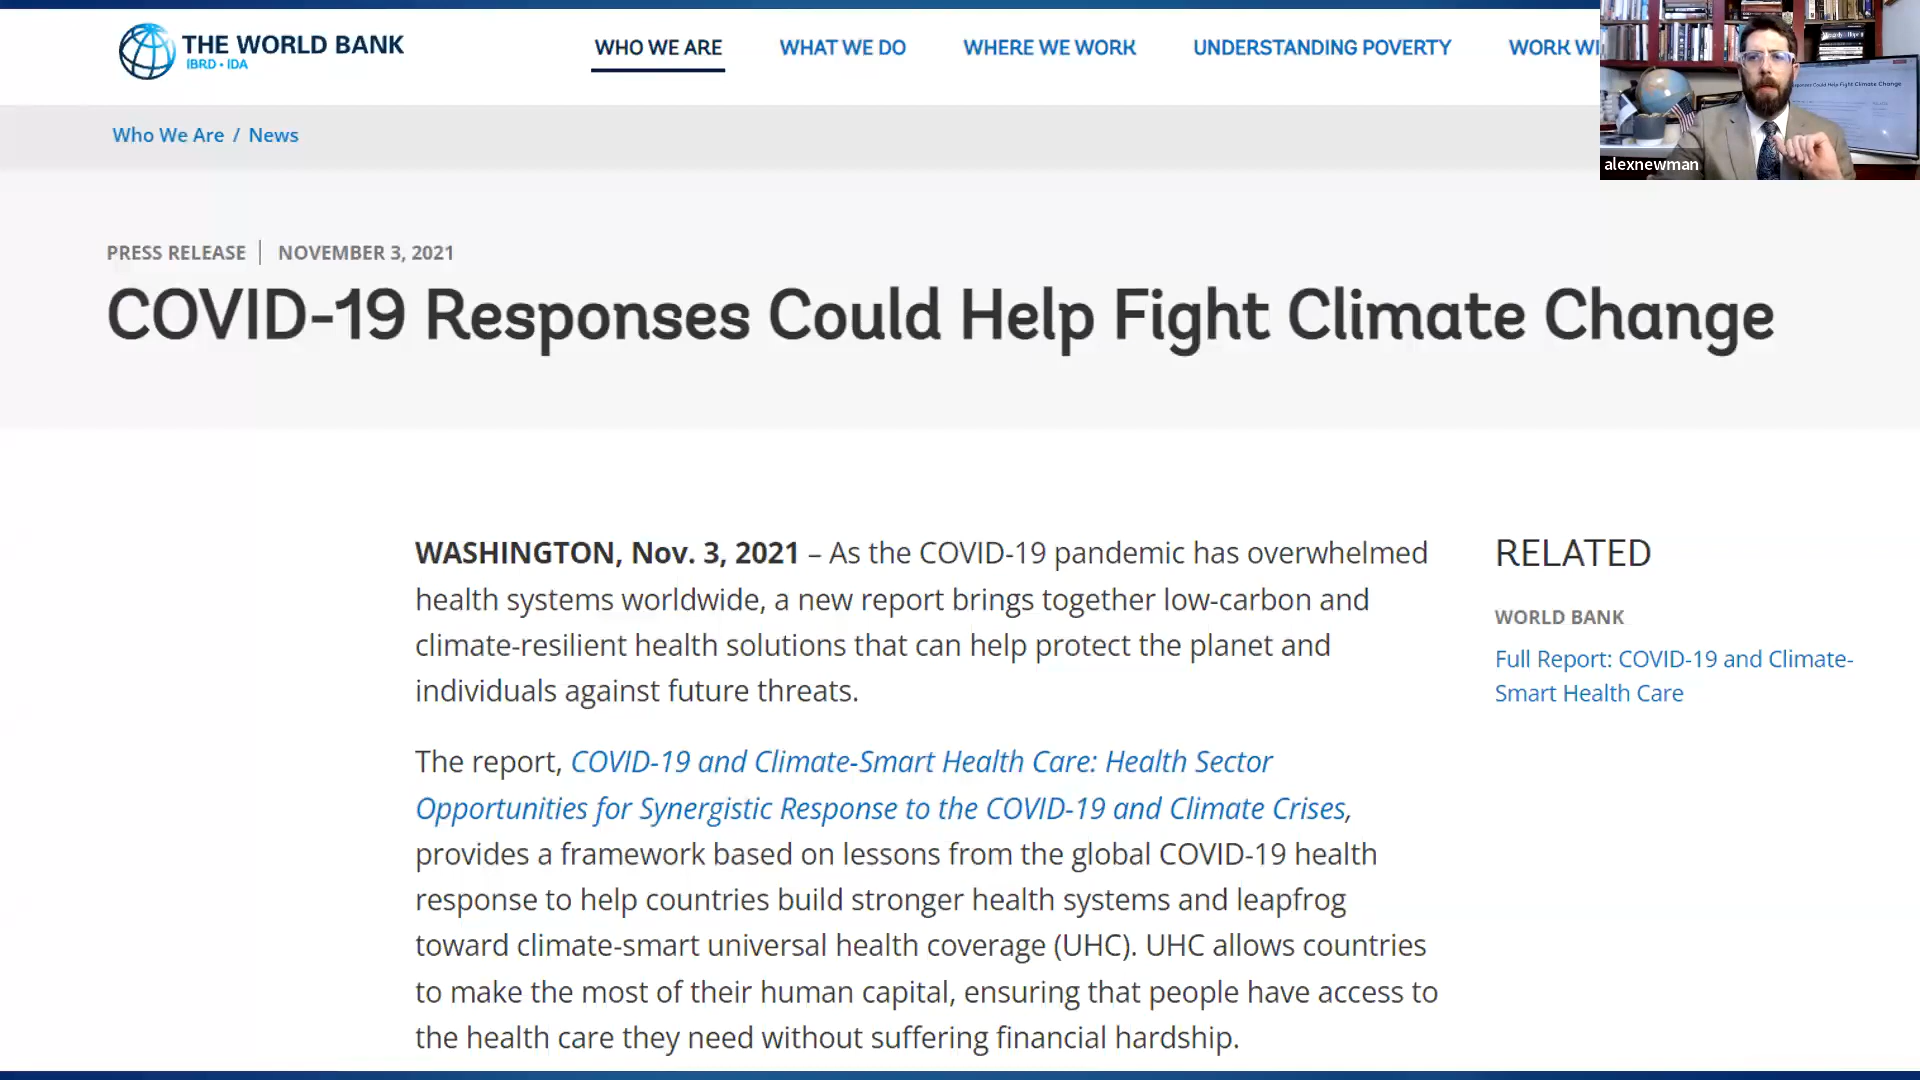 THE WORLD BANK
IBRD • IDA
WHO WE ARE
WHAT WE DO
WHERE WE WORK
UNDERSTANDING POVERTY
WORK WI
Who We Are / News
alexnewman
PRESS RELEASE | NOVEMBER 3, 2021
COVID-19 Responses Could Help Fight Climate Change
WASHINGTON, Nov. 3, 2021 – As the COVID-19 pandemic has overwhelmed
health systems worldwide, a new report brings together low-carbon and
climate-resilient health solutions that can help protect the planet and
individuals against future threats.
The report, COVID-19 and Climate-Smart Health Care: Health Sector
Opportunities for Synergistic Response to the COVID-19 and Climate Crises,
provides a framework based on lessons from the global COVID-19 health
response to help countries build stronger health systems and leapfrog
toward climate-smart universal health coverage (UHC). UHC allows countries
to make the most of their human capital, ensuring that people have access to
the health care they need without suffering financial hardship.
RELATED
WORLD BANK
Full Report: COVID-19 and Climate-
Smart Health Care